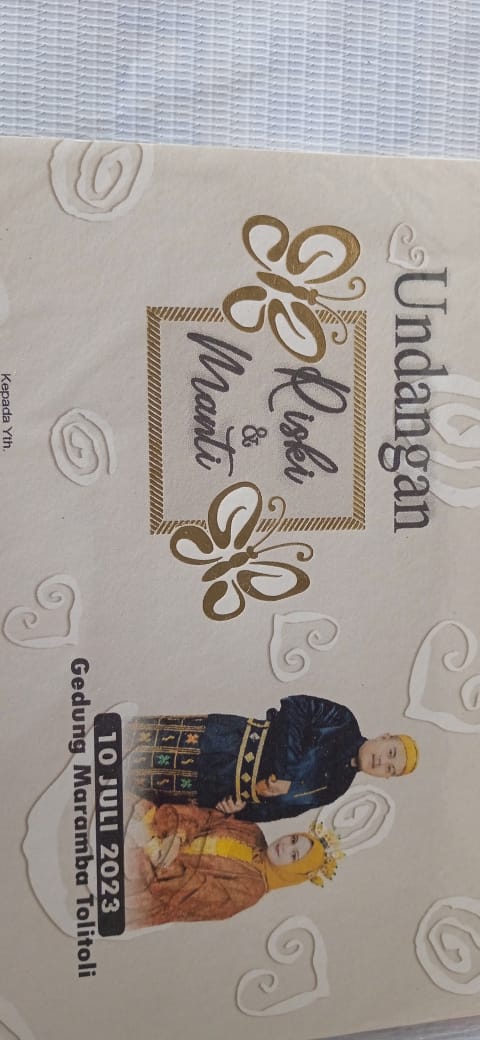 Undangan
Riski
&
Manti
10 JULI 2023
Gedung Maramba Tolitoli
Kepada Yth.